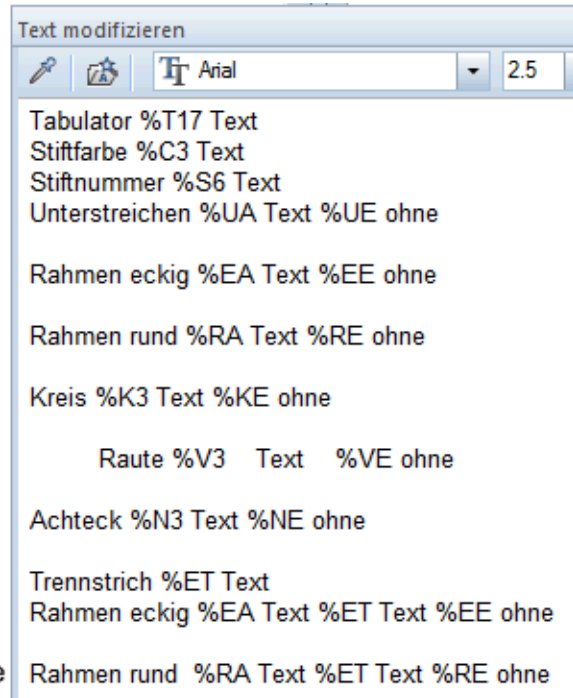 Text modifizieren
Arial 2.5
Tabulator %T17 Text
Stiftfarbe %C3 Text
Stiftnummer %S6 Text
Unterstreichen %UA Text %UE ohne
Rahmen eckig %EA Text %EE ohne
Rahmen rund %RA Text %RE ohne
Kreis %K3 Text %KE ohne
Raute %V3 Text %VE ohne
Achteck %N3 Text %NE ohne
Trennstrich %ET Text
Rahmen eckig %EA Text %ET Text %EE ohne
Rahmen rund %RA Text %ET Text %RE ohne